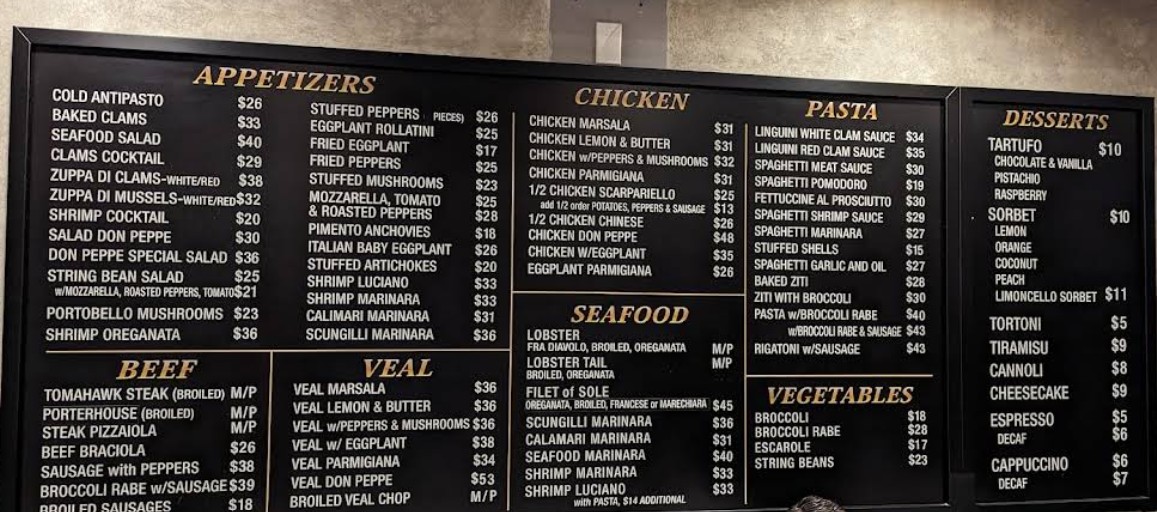 APPETIZERS
COLD ANTIPASTO $26
BAKED CLAMS $33
SEAFOOD SALAD $40
CLAMS COCKTAIL $29
ZUPPA DI CLAMS-WHITE/RED $38
ZUPPA DI MUSSELS-WHITE/RED $32
SHRIMP COCKTAIL $20
SALAD DON PEPPE $30
DON PEPPE SPECIAL SALAD $36
STRING BEAN SALAD $25
w/MOZZARELLA, ROASTED PEPPERS, TOMATO $21
PORTOBELLO MUSHROOMS $23
SHRIMP OREGANATA $36
STUFFED PEPPERS PIECES) $26
EGGPLANT ROLLATINI $25
FRIED EGGPLANT $17
FRIED PEPPERS $25
STUFFED MUSHROOMS $23
MOZZARELLA, TOMATO $25
& ROASTED PEPPERS $28
PIMENTO ANCHOVIES $18
ITALIAN BABY EGGPLANT $26
STUFFED ARTICHOKES $20
SHRIMP LUCIANO $33
SHRIMP MARINARA $33
CALIMARI MARINARA $31
SCUNGILLI MARINARA $36
BEEF
TOMAHAWK STEAK (BROILED) M/P
PORTERHOUSE (BROILED) M/P
STEAK PIZZAIOLA M/P
BEEF BRACIOLA $26
SAUSAGE with PEPPERS $38
BROCCOLI RABE w/SAUSAGE $39
BROILED SAUSAGES $18
VEAL
VEAL MARSALA $36
VEAL LEMON & BUTTER $36
VEAL w/PEPPERS & MUSHROOMS $36
VEAL w/ EGGPLANT $38
VEAL PARMIGIANA $34
VEAL DON PEPPE $53
BROILED VEAL CHOP M/P
CHICKEN
CHICKEN MARSALA $31
CHICKEN LEMON & BUTTER $31
CHICKEN w/PEPPERS & MUSHROOMS $32
CHICKEN PARMIGIANA $31
1/2 CHICKEN SCARPARIELLO $25
add 1/2 order POTATOES, PEPPERS & SAUSAGE $13
1/2 CHICKEN CHINESE $26
CHICKEN DON PEPPE $48
CHICKEN W/EGGPLANT $35
EGGPLANT PARMIGIANA $26
SEAFOOD
LOBSTER
FRA DIAVOLO, BROILED, OREGANATA M/P
LOBSTER TAIL M/P
BROILED, OREGANATA
FILET of SOLE
OREGANATA, BROILED, FRANCESE or MARECHIARA $45
SCUNGILLI MARINARA $36
CALAMARI MARINARA $31
SEAFOOD MARINARA $40
SHRIMP MARINARA $33
SHRIMP LUCIANO $33
with PASTA, $14 ADDITIONAL
PASTA
LINGUINI WHITE CLAM SAUCE $34
LINGUINI RED CLAM SAUCE $35
SPAGHETTI MEAT SAUCE $30
SPAGHETTI POMODORO $19
FETTUCCINE AL PROSCIUTTO $30
SPAGHETTI SHRIMP SAUCE $29
SPAGHETTI MARINARA $27
STUFFED SHELLS $15
SPAGHETTI GARLIC AND OIL $27
BAKED ZITI $28
ZITI WITH BROCCOLI $30
PASTA w/BROCCOLI RABE $40
w/BROCCOLI RABE & SAUSAGE $43
RIGATONI w/SAUSAGE $43
VEGETABLES
BROCCOLI $18
BROCCOLI RABE $28
ESCAROLE $17
STRING BEANS $23
DESSERTS
TARTUFO $10
CHOCOLATE & VANILLA
PISTACHIO
RASPBERRY
SORBET $10
LEMON
ORANGE
COCONUT
PEACH
LIMONCELLO SORBET $11
TORTONI $5
TIRAMISU $9
CANNOLI $8
CHEESECAKE $9
ESPRESSO $5
DECAF $6
CAPPUCCINO $6
DECAF $7